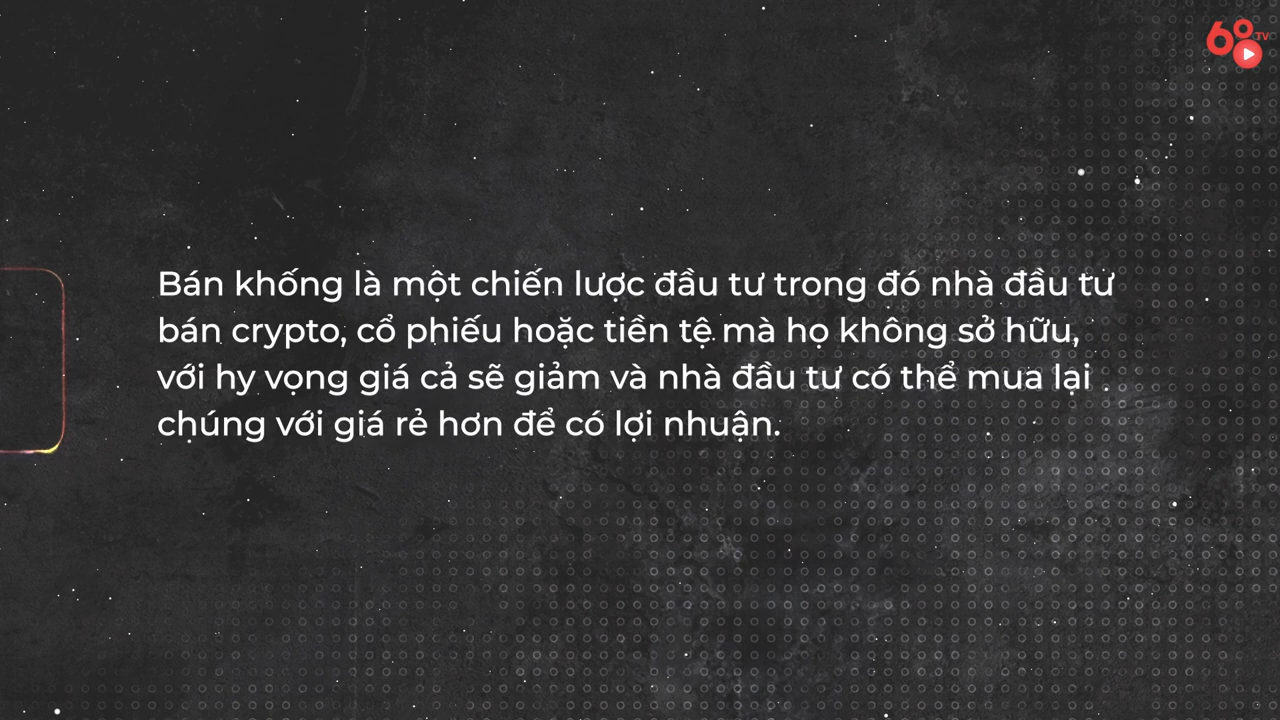 68 TV
Bán khống là một chiến lược đầu tư trong đó nhà đầu tư
bán crypto, cổ phiếu hoặc tiền tệ mà họ không sở hữu,
với hy vọng giá cả sẽ giảm và nhà đầu tư có thể mua lại
chúng với giá rẻ hơn để có lợi nhuận.